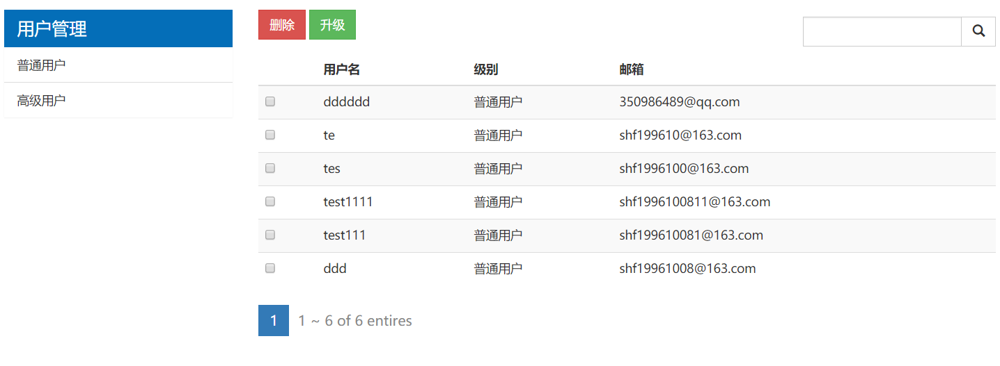 用户管理
普通用户
高级用户
删除 升级
用户名 级别 邮箱
dddddd 普通用户 350986489@qq.com
te 普通用户 shf199610@163.com
tes 普通用户 shf1996100@163.com
test1111 普通用户 shf1996100811@163.com
test111 普通用户 shf199610081@163.com
ddd 普通用户 shf19961008@163.com
1 1 ~ 6 of 6 entires